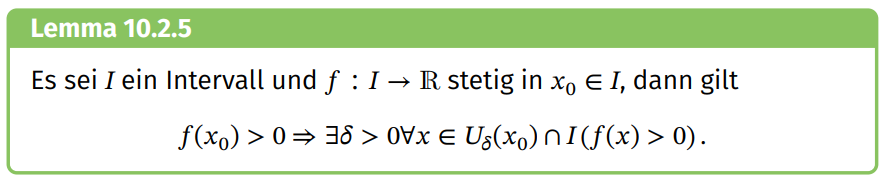 Lemma 10.2.5
Es sei I ein Intervall und f : I → ℝ stetig in x₀ ∈ I, dann gilt
f(x₀) > 0 ⇒ ∃δ > 0∀x ∈ U_δ(x₀) ∩ I (f(x) > 0) .